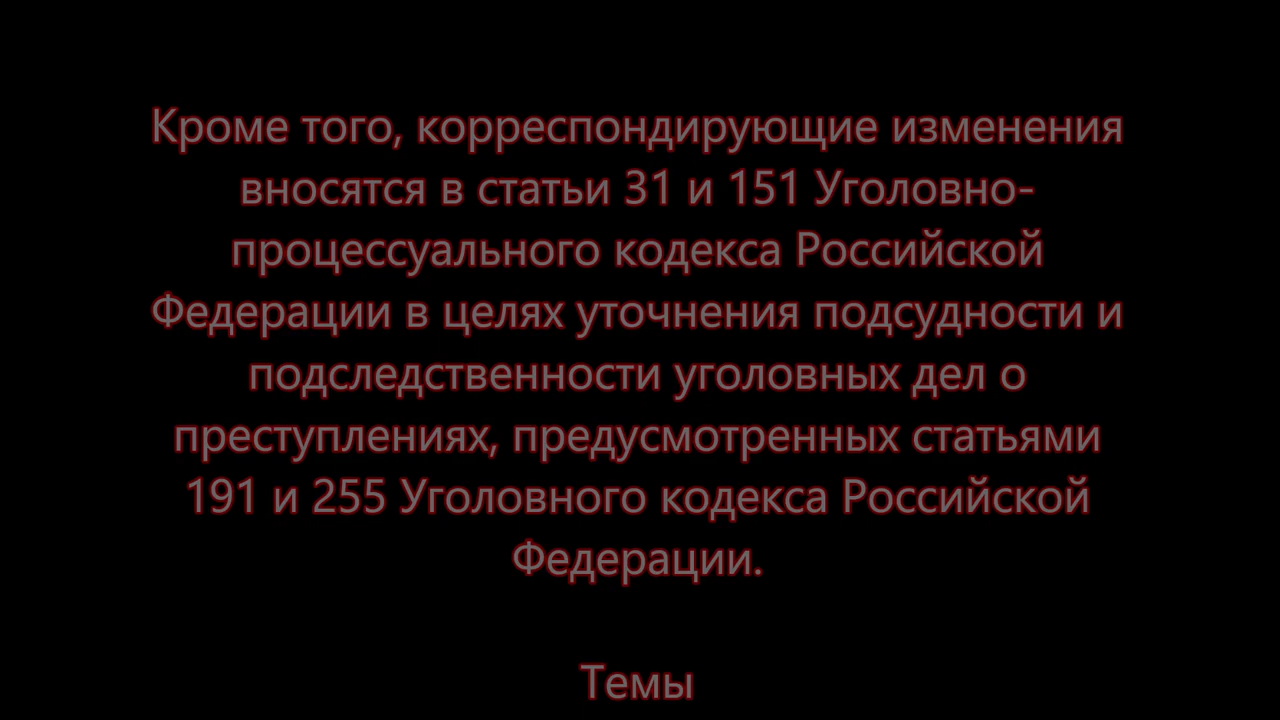 Кроме того, корреспондирующие изменения
вносятся в статьи 31 и 151 Уголовно-
процессуального кодекса Российской
Федерации в целях уточнения подсудности и
подследственности уголовных дел о
преступлениях, предусмотренных статьями
191 и 255 Уголовного кодекса Российской
Федерации.
Темы